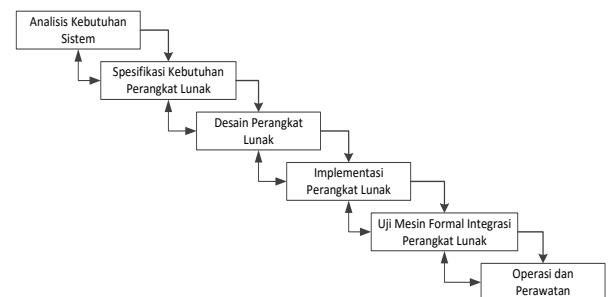 Analisis Kebutuhan
Sistem
Spesifikasi Kebutuhan
Perangkat Lunak
Desain Perangkat
Lunak
Implementasi
Perangkat Lunak
Uji Mesin Formal Integrasi
Perangkat Lunak
Operasi dan
Perawatan